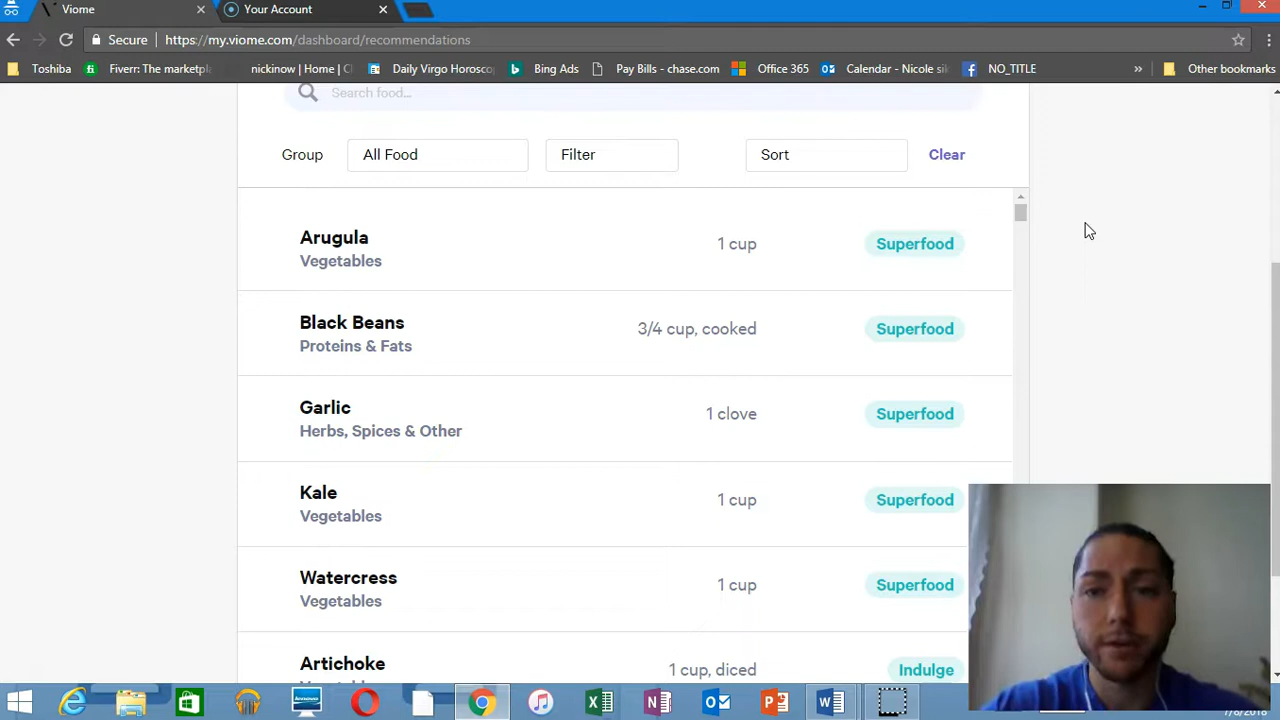 Viome
Your Account
Secure https://my.viome.com/dashboard/recommendations
Toshiba Fiverr: The marketpl nickinow | Home | C Daily Virgo Horosco Bing Ads Pay Bills - chase.com Office 365 Calendar - Nicole sil NO_TITLE » Other bookmarks
Search food...
Group All Food Filter Sort Clear
Arugula
Vegetables
1 cup
Superfood
Black Beans
Proteins & Fats
3/4 cup, cooked
Superfood
Garlic
Herbs, Spices & Other
1 clove
Superfood
Kale
Vegetables
1 cup
Superfood
Watercress
Vegetables
1 cup
Superfood
Artichoke
1 cup, diced
Indulge
7/8/2018